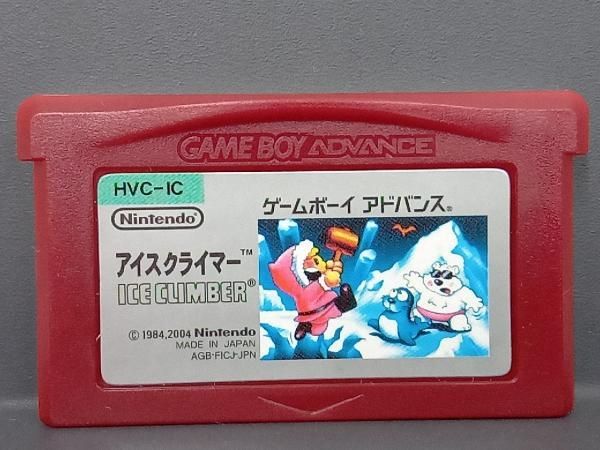 GAME BOY ADVANCE
HVC-IC
Nintendo®
ゲームボーイ アドバンス®
アイスクライマー™
ICE CLIMBER®
© 1984,2004 Nintendo
MADE IN JAPAN
AGB-FICJ-JPN